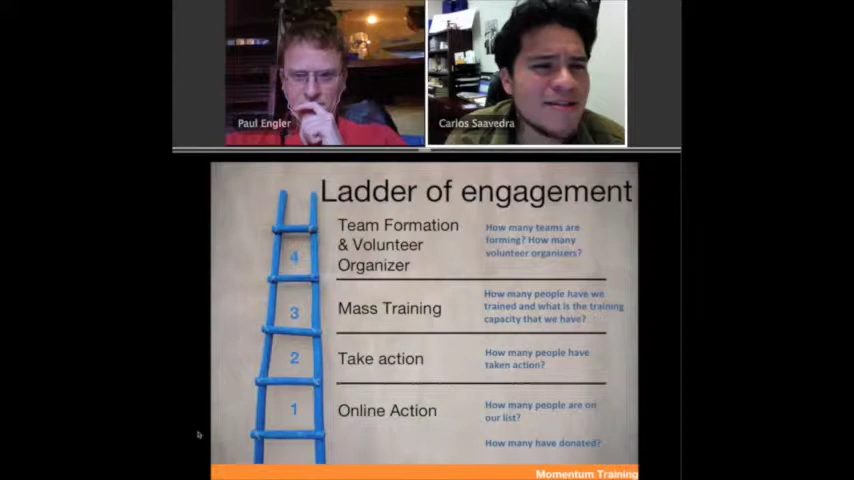 Paul Engler
Carlos Saavedra
Ladder of engagement
Team Formation
& Volunteer
Organizer
How many teams are
forming? How many
volunteer organizers?
4
Mass Training
How many people have we
trained and what is the training
capacity that we have?
3
2
Take action
How many people have
taken action?
1
Online Action
How many people are on
our list?
How many have donated?
Momentum Training